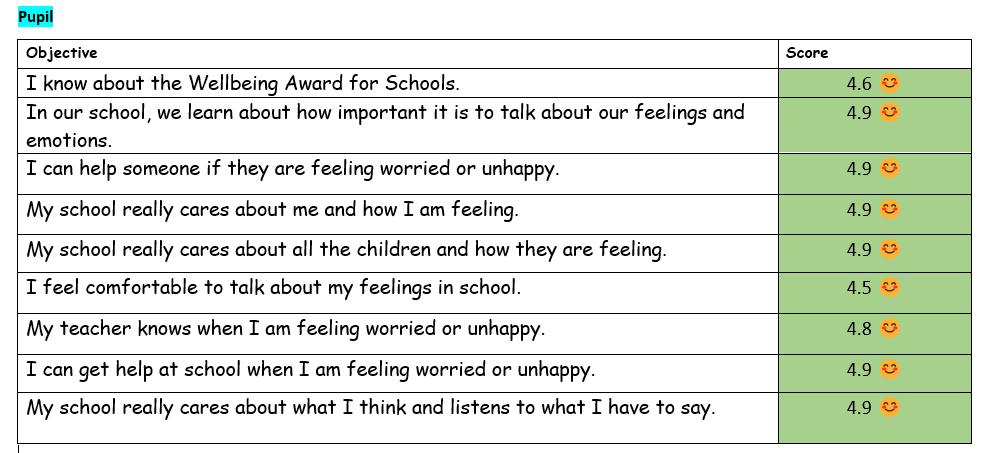 Pupil
Objective Score
I know about the Wellbeing Award for Schools. 4.6 😊
In our school, we learn about how important it is to talk about our feelings and 4.9 😊
emotions.
I can help someone if they are feeling worried or unhappy. 4.9 😊
My school really cares about me and how I am feeling. 4.9 😊
My school really cares about all the children and how they are feeling. 4.9 😊
I feel comfortable to talk about my feelings in school. 4.5 😊
My teacher knows when I am feeling worried or unhappy. 4.8 😊
I can get help at school when I am feeling worried or unhappy. 4.9 😊
My school really cares about what I think and listens to what I have to say. 4.9 😊